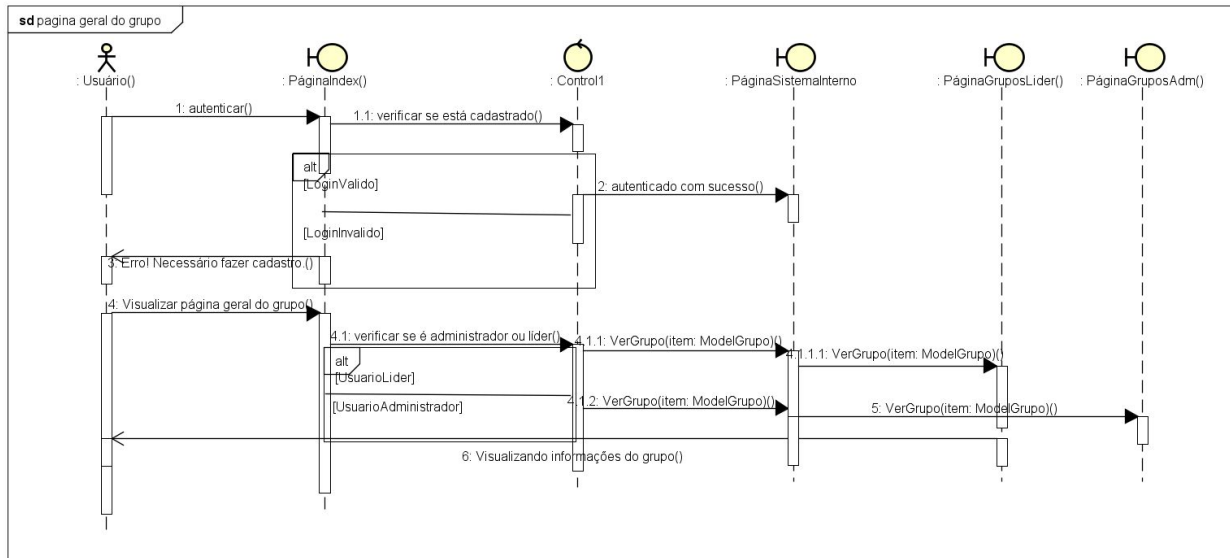 sd pagina geral do grupo
: Usuário()
: PáginaIndex()
: Control1
: PáginaSistemaInterno
: PáginaGruposLider()
: PáginaGruposAdm()
1: autenticar()
1.1: verificar se está cadastrado()
alt
[LoginValido]
2: autenticado com sucesso()
[LoginInvalido]
3: Erro! Necessário fazer cadastro.()
4: Visualizar página geral do grupo()
4.1: verificar se é administrador ou líder()
4.1.1: VerGrupo(item: ModelGrupo)()
4.1.1.1: VerGrupo(item: ModelGrupo)()
alt
[UsuarioLider]
[UsuarioAdministrador]
4.1.2: VerGrupo(item: ModelGrupo)()
5: VerGrupo(item: ModelGrupo)()
6: Visualizando informações do grupo()